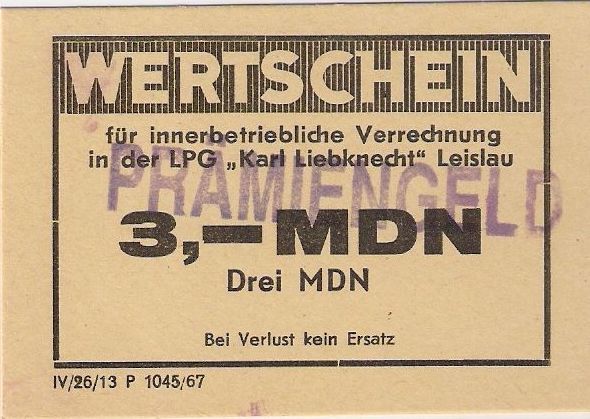 WERTSCHEIN
für innerbetriebliche Verrechnung
in der LPG „Karl Liebknecht“ Leislau
PRÄMIENGELD
3,— MDN
Drei MDN
Bei Verlust kein Ersatz
IV/26/13 P 1045/67